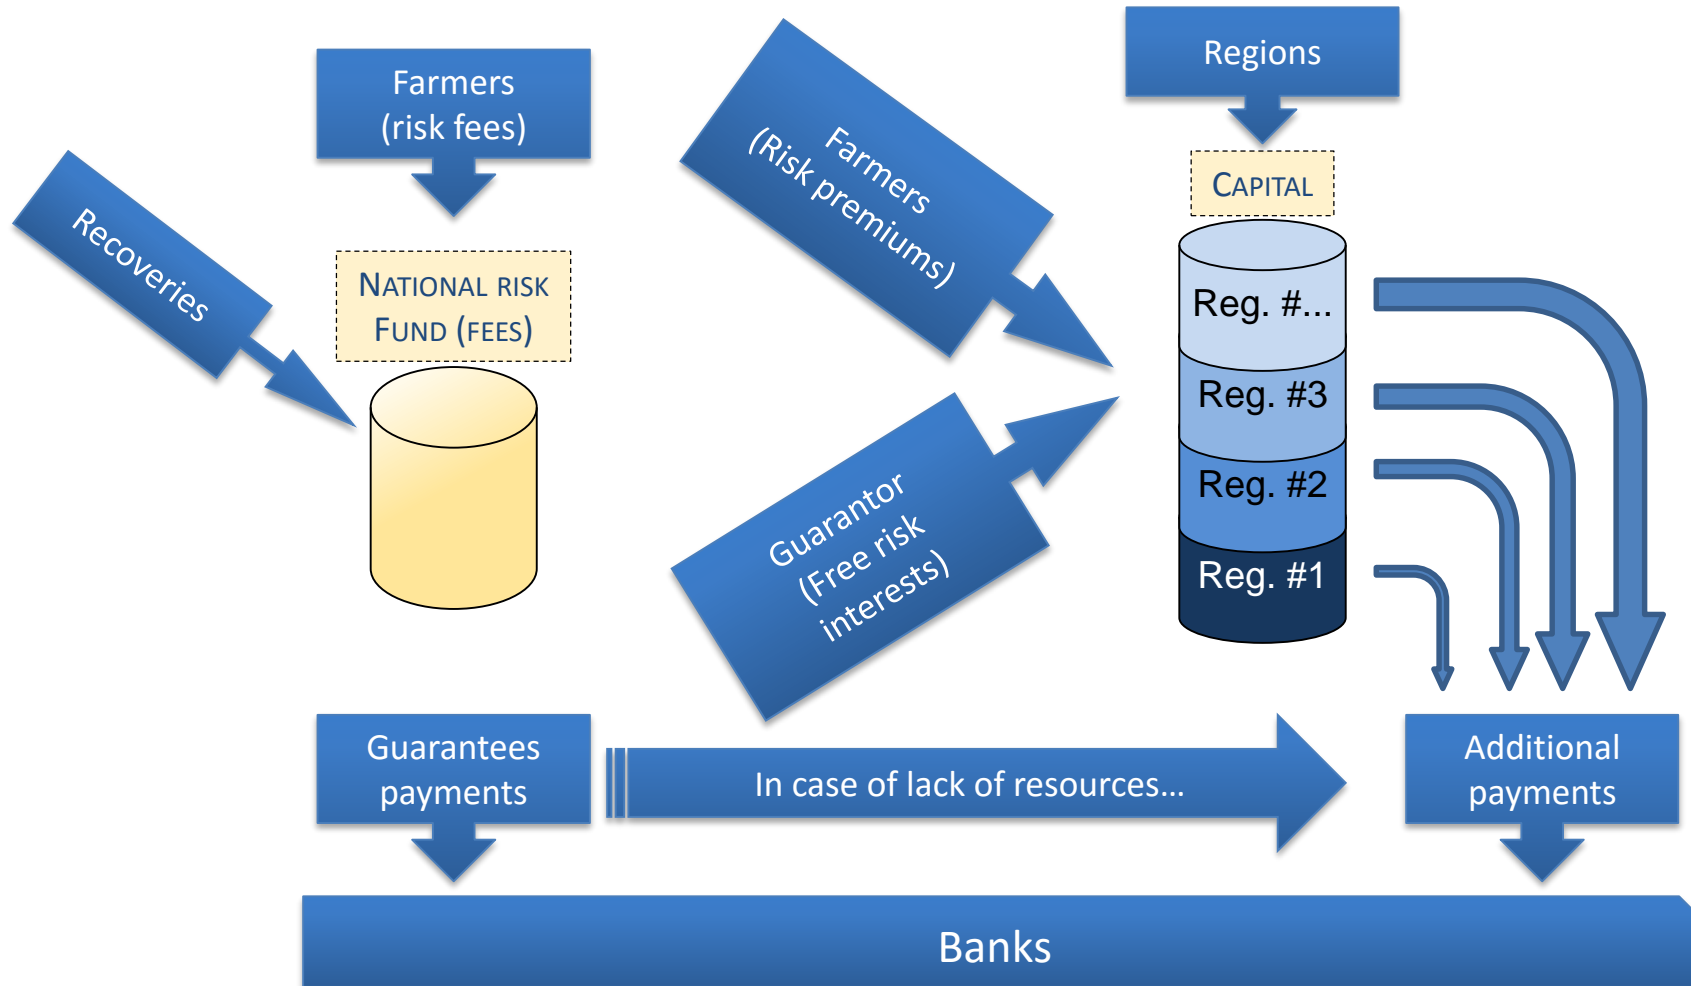 Farmers
(risk fees)
Recoveries
NATIONAL RISK
FUND (FEES)
Farmers
(Risk premiums)
Guarantor
(Free risk
interests)
Regions
CAPITAL
Reg. #...
Reg. #3
Reg. #2
Reg. #1
Guarantees
payments
In case of lack of resources...
Additional
payments
Banks